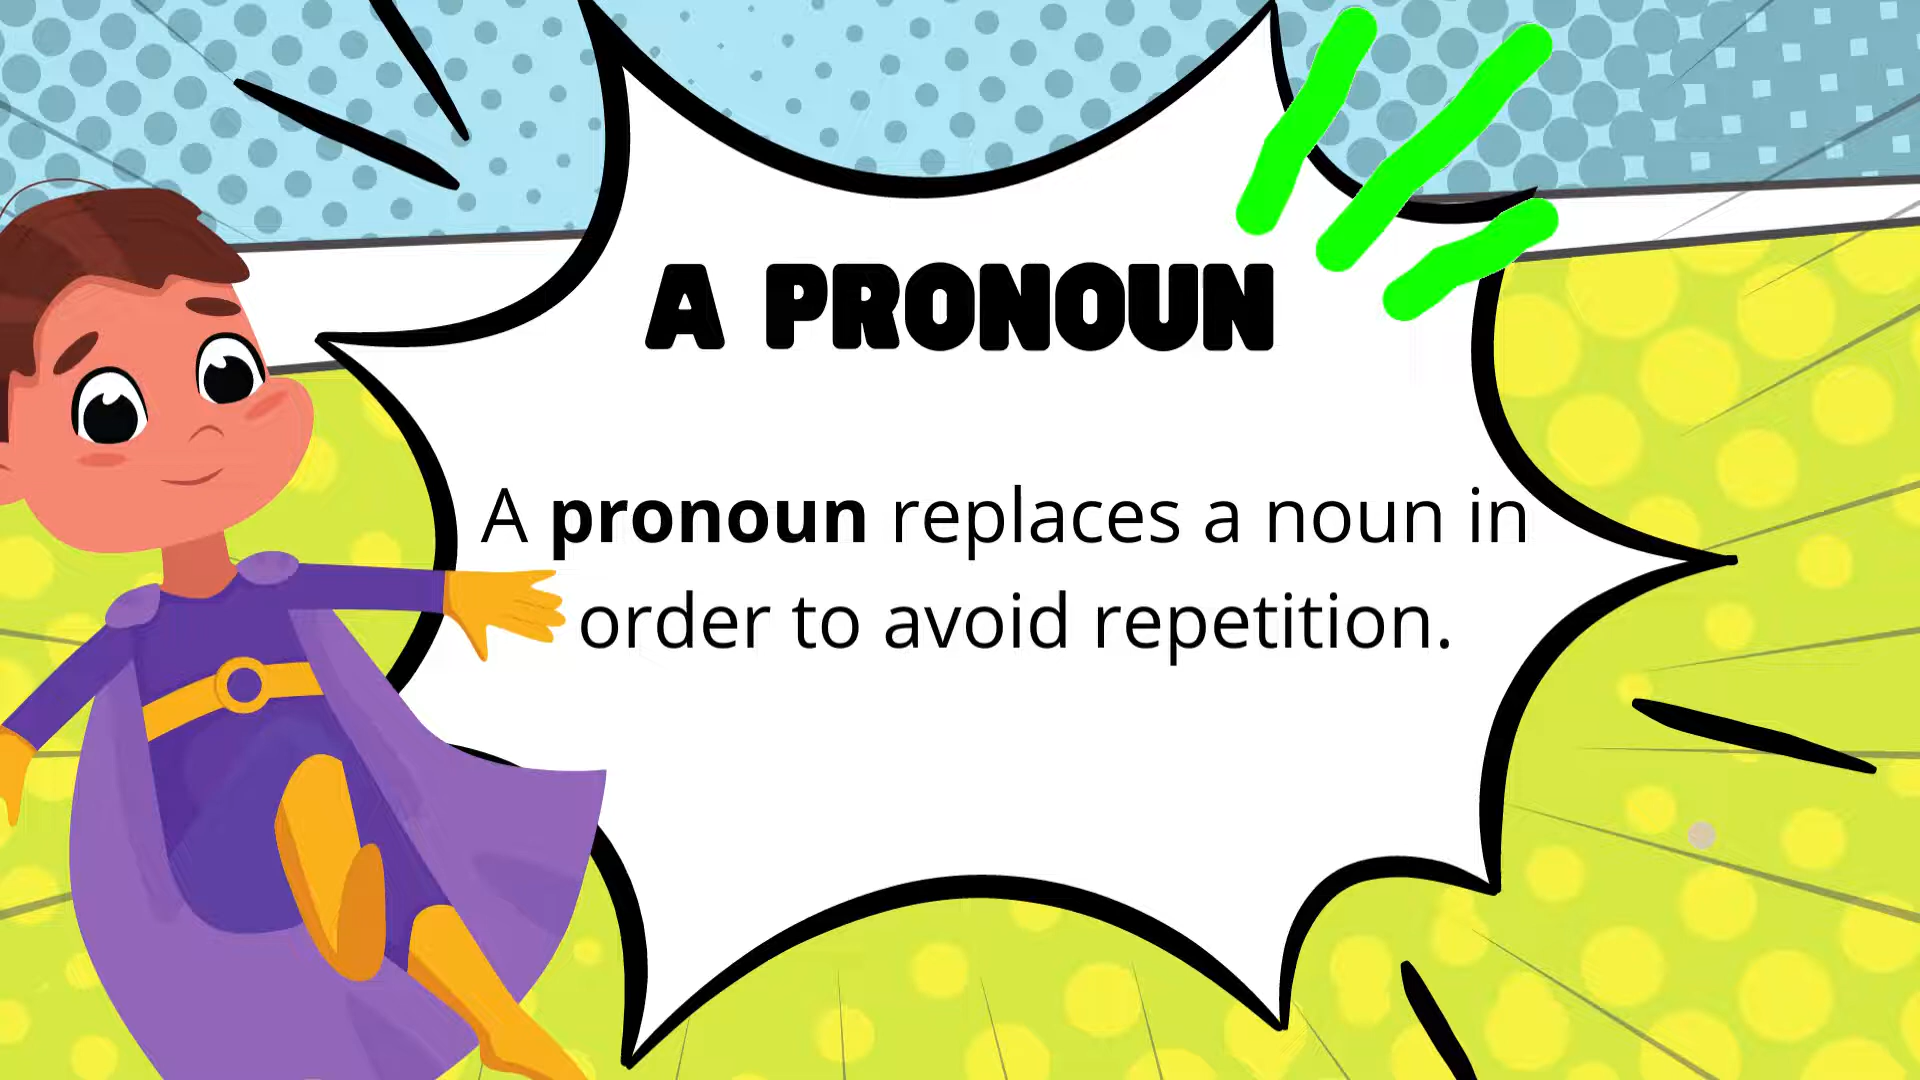 A PRONOUN
A pronoun replaces a noun in
order to avoid repetition.